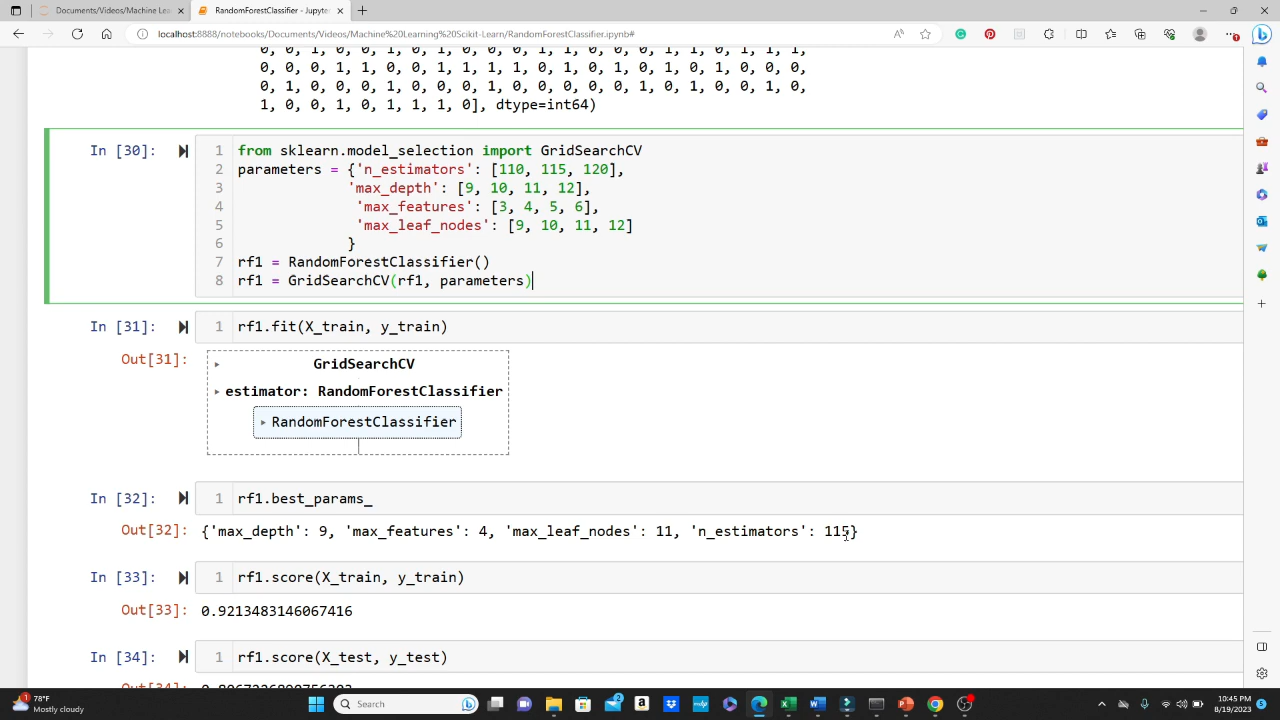 Documents/Videos/Machine Lea
RandomForestClassifier - Jupyter
localhost:8888/notebooks/Documents/Videos/Machine%20Learning%20Scikit-Learn/RandomForestClassifier.ipynb#
0, 0, 1, 0, 0, 1, 0, 0, 0, 1, 1, 0, 0, 0, 1, 0, 1, 1, 1, 1,
0, 0, 0, 1, 1, 0, 0, 1, 1, 1, 1, 0, 1, 0, 1, 0, 1, 0, 0, 0,
0, 1, 0, 0, 0, 1, 0, 0, 0, 1, 0, 0, 0, 0, 0, 1, 0, 1, 0, 0, 1, 0,
1, 0, 0, 1, 0, 1, 1, 1, 0], dtype=int64)
In [30]:
1 from sklearn.model_selection import GridSearchCV
2 parameters = {'n_estimators': [110, 115, 120],
3 'max_depth': [9, 10, 11, 12],
4 'max_features': [3, 4, 5, 6],
5 'max_leaf_nodes': [9, 10, 11, 12]
6 }
7 rf1 = RandomForestClassifier()
8 rf1 = GridSearchCV(rf1, parameters)
In [31]: 1 rf1.fit(X_train, y_train)
Out[31]:
GridSearchCV
estimator: RandomForestClassifier
RandomForestClassifier
In [32]: 1 rf1.best_params_
Out[32]: {'max_depth': 9, 'max_features': 4, 'max_leaf_nodes': 11, 'n_estimators': 115}
In [33]: 1 rf1.score(X_train, y_train)
Out[33]: 0.9213483146067416
In [34]: 1 rf1.score(X_test, y_test)
78°F
Mostly cloudy
Search
10:45 PM
8/19/2023